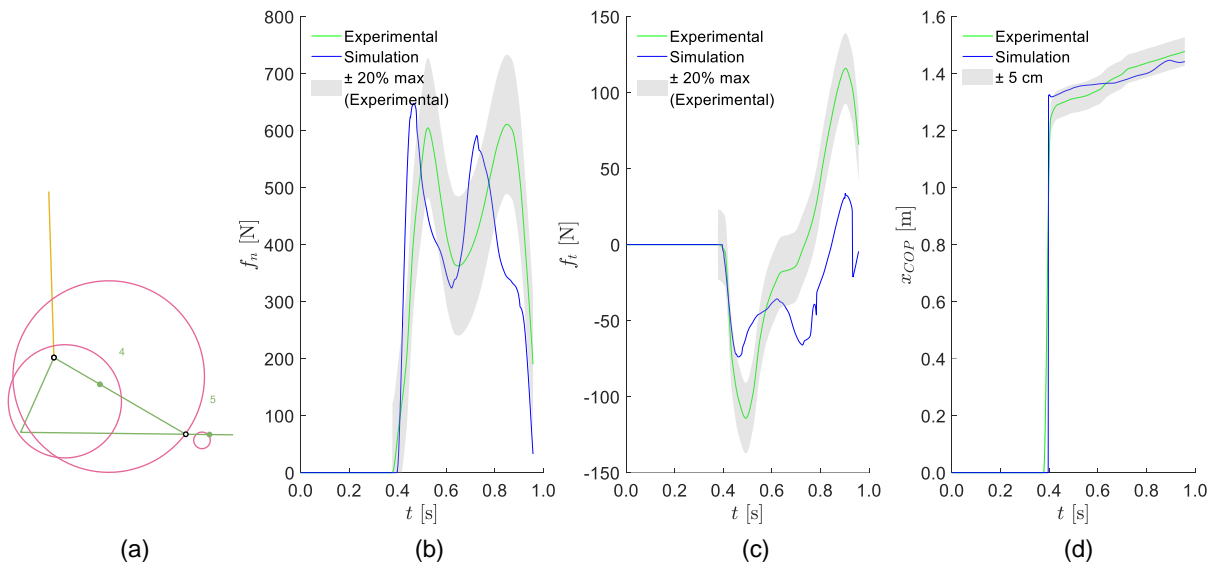 4
5
(a)
800
700
600
500
400
300
200
100
0
f_n [N]
Experimental
Simulation
± 20% max
(Experimental)
0.0 0.2 0.4 0.6 0.8 1.0
t [s]
(b)
150
100
50
0
-50
-100
-150
f_t [N]
Experimental
Simulation
± 20% max
(Experimental)
0.0 0.2 0.4 0.6 0.8 1.0
t [s]
(c)
1.6
1.4
1.2
1.0
0.8
0.6
0.4
0.2
0.0
x_{COP} [m]
Experimental
Simulation
± 5 cm
0.0 0.2 0.4 0.6 0.8 1.0
t [s]
(d)